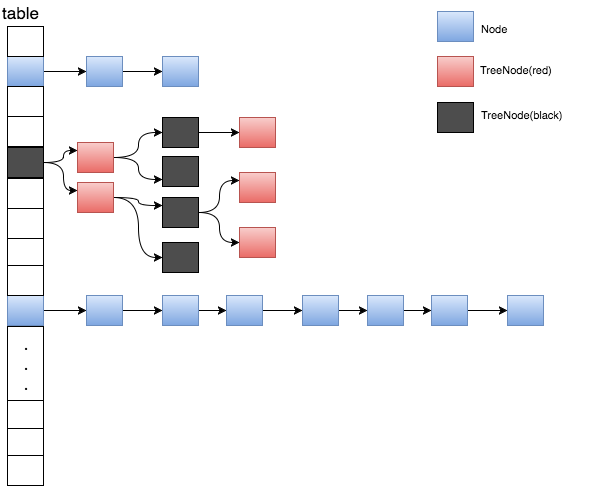 table
Node
TreeNode(red)
TreeNode(black)
.
.
.